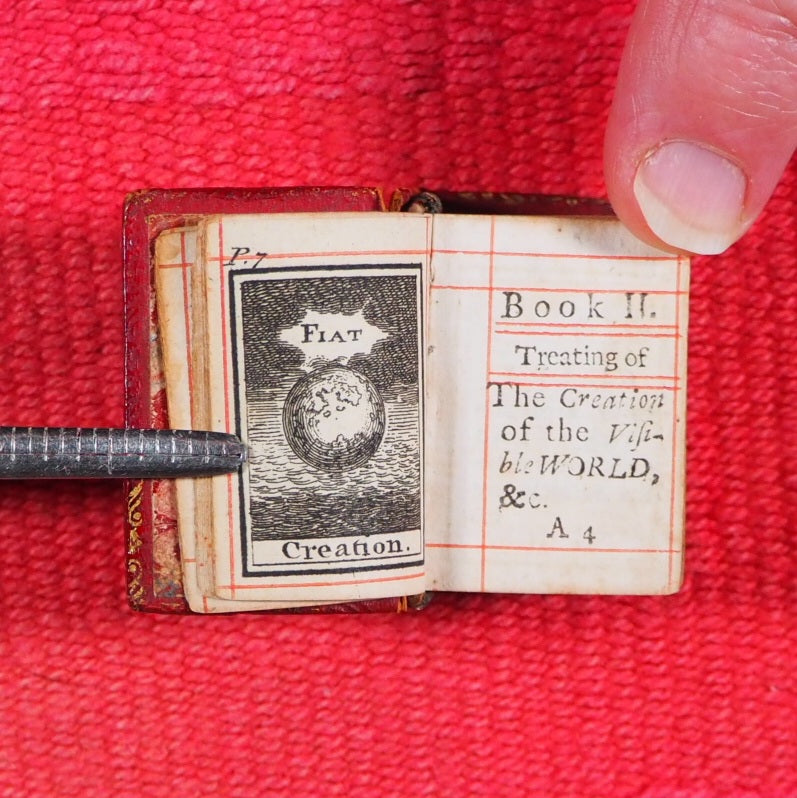 P.7
FIAT
Creation.
Book II.
Treating of
The Creation
of the Viſi-
ble WORLD,
&c.
A 4